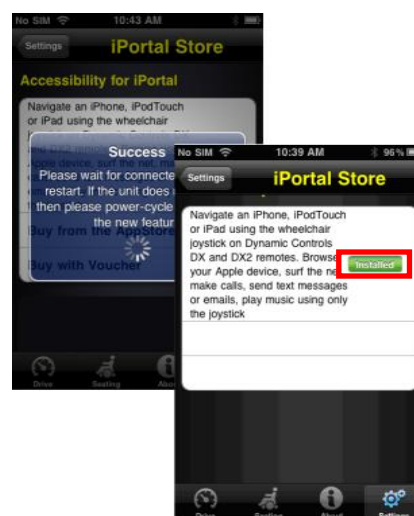 No SIM 10:43 AM
Settings
iPortal Store
Accessibility for iPortal
Navigate an iPhone, iPodTouch
or iPad using the wheelchair
Success
Please wait for connecte
restart. If the unit does
then please power-cycle
the new featur
Buy from the AppStore
Buy with Voucher
Drive
Seating
Abou
No SIM 10:39 AM 96%
Settings
iPortal Store
Navigate an iPhone, iPodTouch
or iPad using the wheelchair
joystick on Dynamic Controls
DX and DX2 remotes. Browse
your Apple device, surf the ne
make calls, send text messages
or emails, play music using only
the joystick
Installed
Drive
Seating
About
Settings